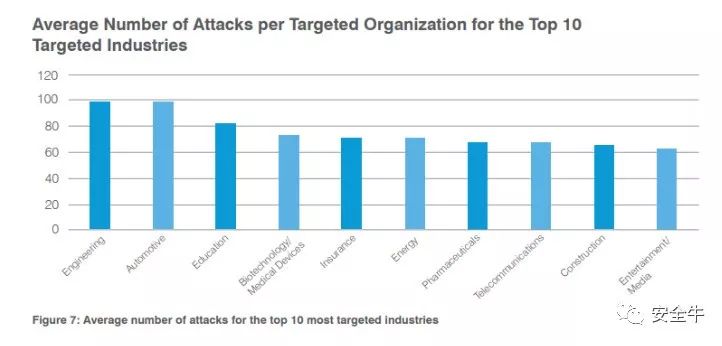 Average Number of Attacks per Targeted Organization for the Top 10
Targeted Industries
120
100
80
60
40
20
0
Engineering
Automotive
Education
Biotechnology/
Medical Devices
Insurance
Energy
Pharmaceuticals
Telecommunications
Construction
Entertainment/
Media
Figure 7: Average number of attacks for the top 10 most targeted industries
安全牛